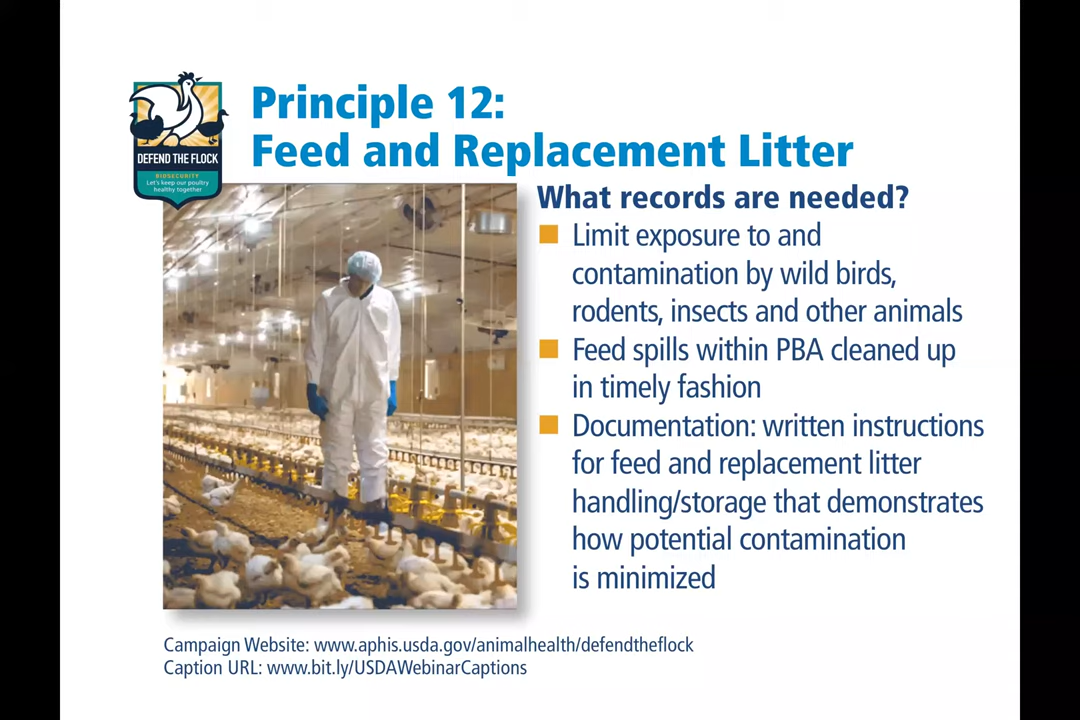 Principle 12:
Feed and Replacement Litter
DEFEND THE FLOCK
BIOSECURITY
Let's keep our poultry
healthy together
What records are needed?
Limit exposure to and
contamination by wild birds,
rodents, insects and other animals
Feed spills within PBA cleaned up
in timely fashion
Documentation: written instructions
for feed and replacement litter
handling/storage that demonstrates
how potential contamination
is minimized
Campaign Website: www.aphis.usda.gov/animalhealth/defendtheflock
Caption URL: www.bit.ly/USDAWebinarCaptions